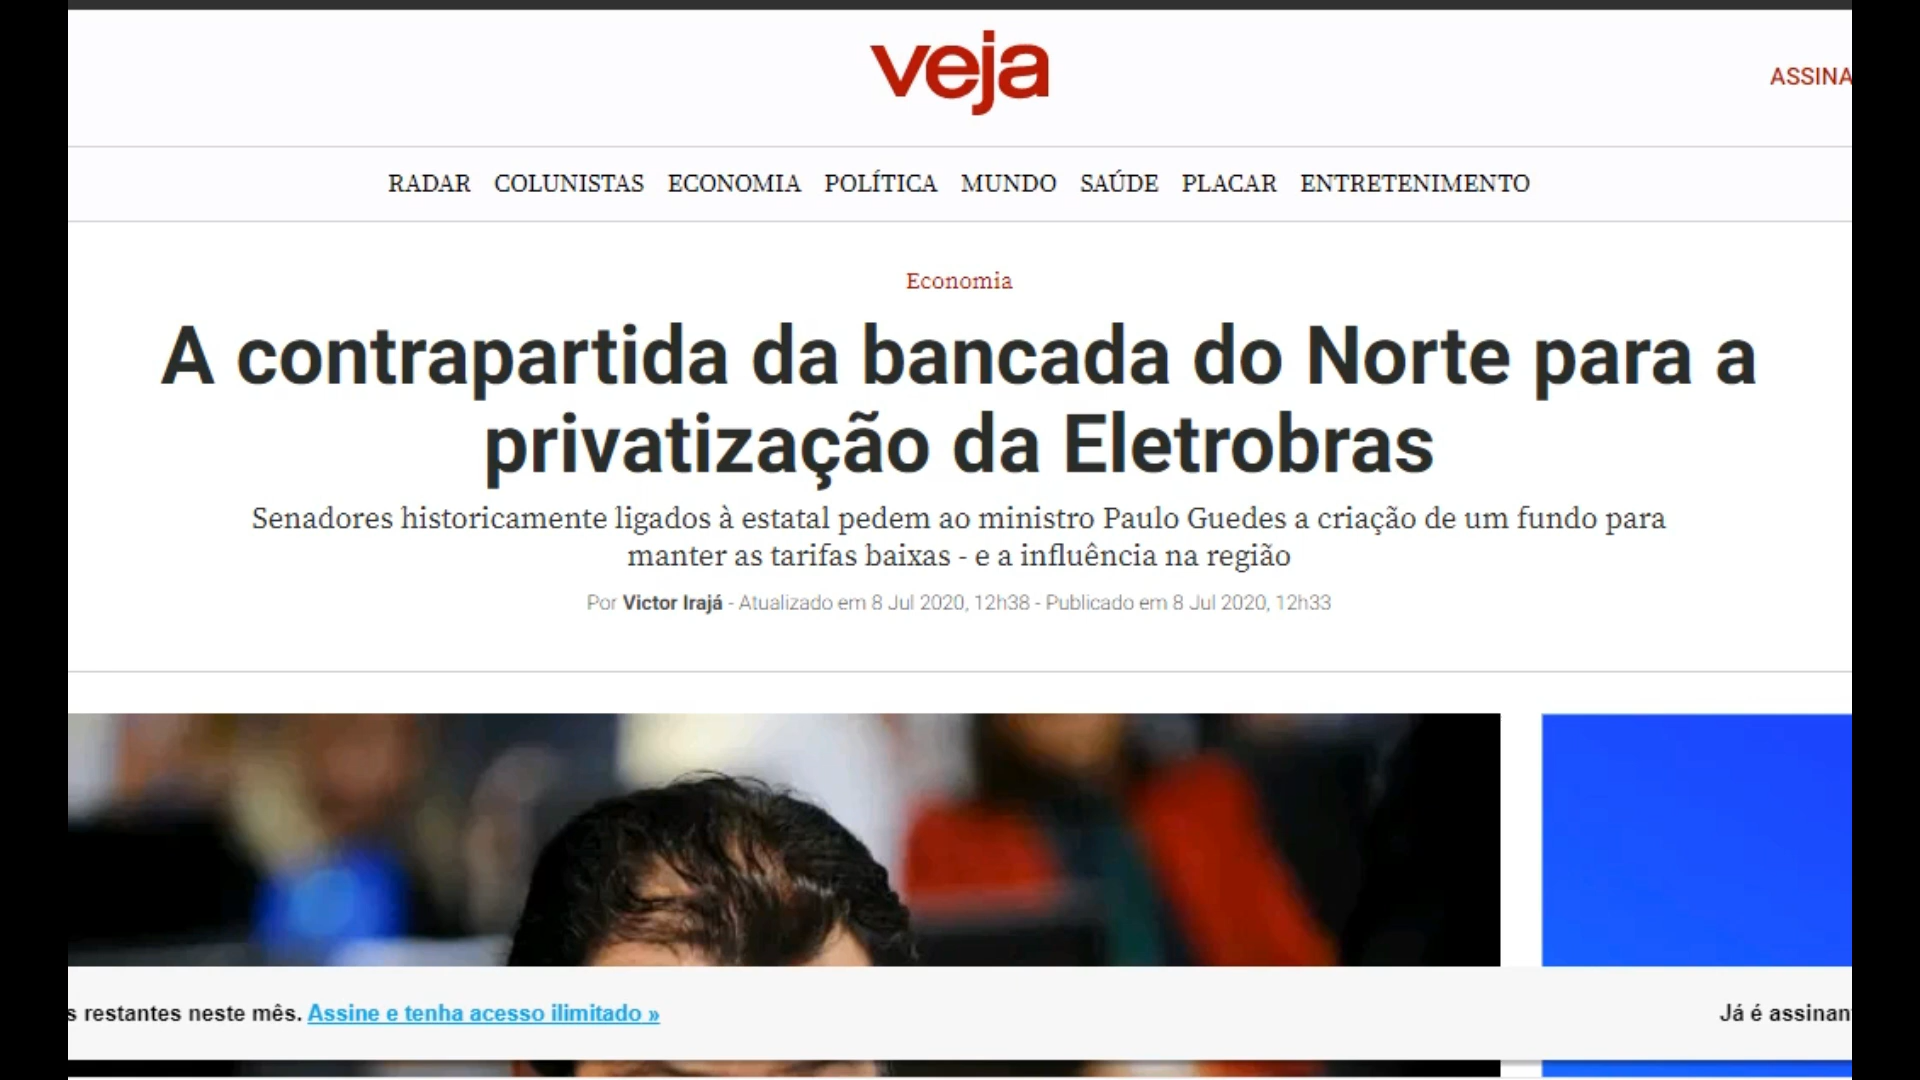 veja
ASSINA
RADAR COLUNISTAS ECONOMIA POLÍTICA MUNDO SAÚDE PLACAR ENTRETENIMENTO
Economia
A contrapartida da bancada do Norte para a
privatização da Eletrobras
Senadores historicamente ligados à estatal pedem ao ministro Paulo Guedes a criação de um fundo para
manter as tarifas baixas - e a influência na região
Por Victor Irajá - Atualizado em 8 Jul 2020, 12h38 - Publicado em 8 Jul 2020, 12h33
s restantes neste mês. Assine e tenha acesso ilimitado » Já é assinan